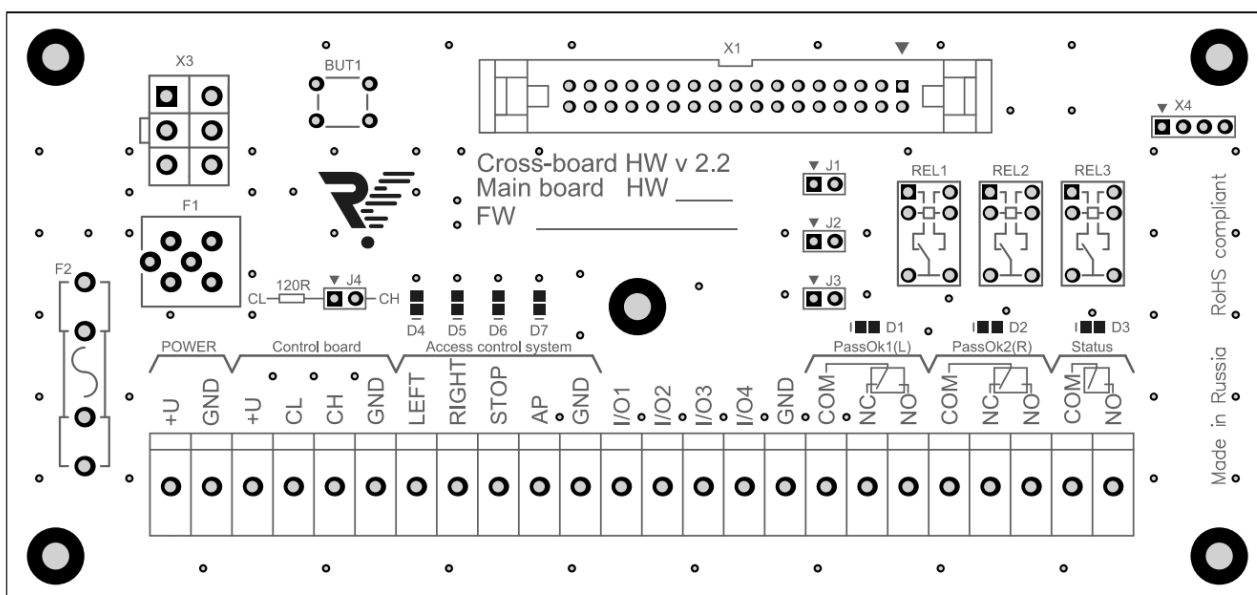 X1
X3
BUT1
X4
Cross-board HW v 2.2
Main board HW
FW
J1
REL1 REL2 REL3
F1
J2
F2
120R J4
CL CH
J3
D4 D5 D6 D7
D1 D2 D3
POWER Control board Access control system PassOk1(L) PassOk2(R) Status
+U GND +U CL CH GND LEFT RIGHT STOP AP GND I/O1 I/O2 I/O3 I/O4 GND COM NC NO COM NC NO COM NO
Made in Russia RoHS compliant